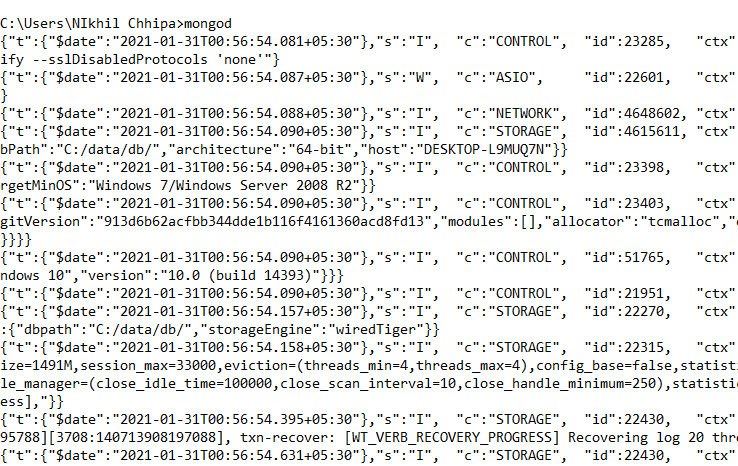 C:\Users\NIkhil Chhipa>mongod
{"t":{"$date":"2021-01-31T00:56:54.081+05:30"},"s":"I",  "c":"CONTROL",  "id":23285,   "ctx"
ify --sslDisabledProtocols 'none'"}
{"t":{"$date":"2021-01-31T00:56:54.087+05:30"},"s":"W",  "c":"ASIO",     "id":22601,   "ctx"
}
{"t":{"$date":"2021-01-31T00:56:54.088+05:30"},"s":"I",  "c":"NETWORK",  "id":4648602, "ctx"
{"t":{"$date":"2021-01-31T00:56:54.090+05:30"},"s":"I",  "c":"STORAGE",  "id":4615611, "ctx"
bPath":"C:/data/db/","architecture":"64-bit","host":"DESKTOP-L9MUQ7N"}}
{"t":{"$date":"2021-01-31T00:56:54.090+05:30"},"s":"I",  "c":"CONTROL",  "id":23398,   "ctx"
rgetMinOS":"Windows 7/Windows Server 2008 R2"}}
{"t":{"$date":"2021-01-31T00:56:54.090+05:30"},"s":"I",  "c":"CONTROL",  "id":23403,   "ctx"
gitVersion":"913d6b62acfbb344dde1b116f4161360acd8fd13","modules":[],"allocator":"tcmalloc","
}}}}
{"t":{"$date":"2021-01-31T00:56:54.090+05:30"},"s":"I",  "c":"CONTROL",  "id":51765,   "ctx"
ndows 10","version":"10.0 (build 14393)"}}}
{"t":{"$date":"2021-01-31T00:56:54.090+05:30"},"s":"I",  "c":"CONTROL",  "id":21951,   "ctx"
{"t":{"$date":"2021-01-31T00:56:54.157+05:30"},"s":"I",  "c":"STORAGE",  "id":22270,   "ctx"
:{"dbpath":"C:/data/db/","storageEngine":"wiredTiger"}}
{"t":{"$date":"2021-01-31T00:56:54.158+05:30"},"s":"I",  "c":"STORAGE",  "id":22315,   "ctx"
ize=1491M,session_max=33000,eviction=(threads_min=4,threads_max=4),config_base=false,statisti
le_manager=(close_idle_time=100000,close_scan_interval=10,close_handle_minimum=250),statistic
ess],"}}
{"t":{"$date":"2021-01-31T00:56:54.395+05:30"},"s":"I",  "c":"STORAGE",  "id":22430,   "ctx"
95788][3708:140713908197088], txn-recover: [WT_VERB_RECOVERY_PROGRESS] Recovering log 20 thro
{"t":{"$date":"2021-01-31T00:56:54.631+05:30"},"s":"I",  "c":"STORAGE",  "id":22430,   "ctx"